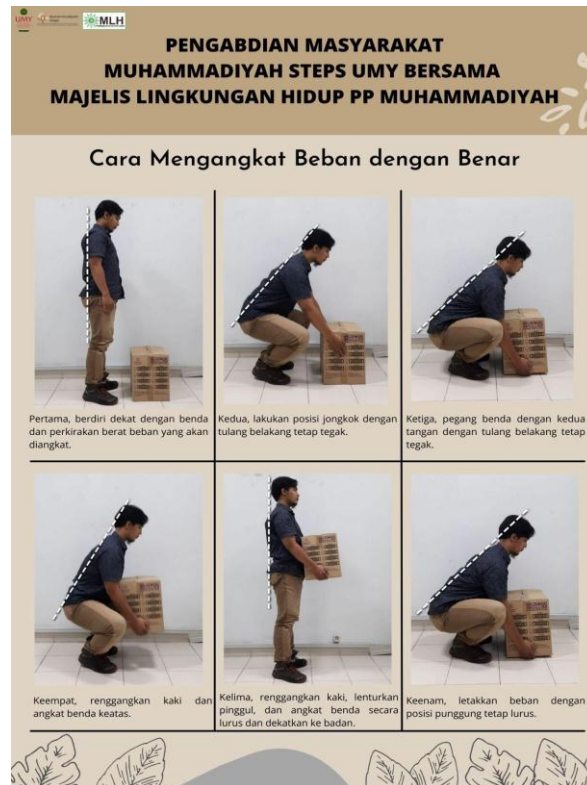 UMY
MLH
PENGABDIAN MASYARAKAT
MUHAMMADIYAH STEPS UMY BERSAMA
MAJELIS LINGKUNGAN HIDUP PP MUHAMMADIYAH
Cara Mengangkat Beban dengan Benar
Pertama, berdiri dekat dengan benda
dan perkirakan berat beban yang akan
diangkat.
Kedua, lakukan posisi jongkok dengan
tulang belakang tetap tegak.
Ketiga, pegang benda dengan kedua
tangan dengan tulang belakang tetap
tegak.
Keempat, renggangkan kaki dan
angkat benda keatas.
Kelima, renggangkan kaki, lenturkan
pinggul, dan angkat benda secara
lurus dan dekatkan ke badan.
Keenam, letakkan beban dengan
posisi punggung tetap lurus.